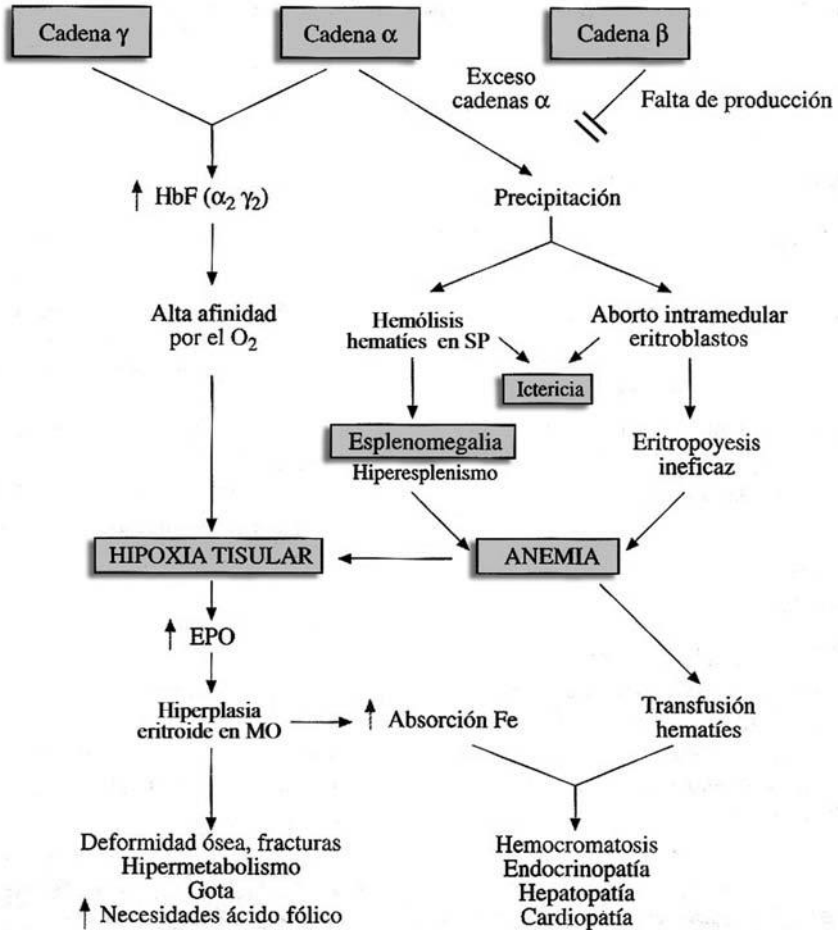 Cadena γ
Cadena α
Cadena β
Exceso
cadenas α
Falta de producción
↑ HbF (α₂ γ₂)
Precipitación
Alta afinidad
por el O₂
Hemólisis
hematíes en SP
Aborto intramedular
eritroblastos
Ictericia
Esplenomegalia
Hiperesplenismo
Eritropoyesis
ineficaz
HIPOXIA TISULAR
ANEMIA
↑ EPO
Hiperplasia
eritroide en MO
↑ Absorción Fe
Transfusión
hematíes
Deformidad ósea, fracturas
Hipermetabolismo
Gota
↑ Necesidades ácido fólico
Hemocromatosis
Endocrinopatía
Hepatopatía
Cardiopatía